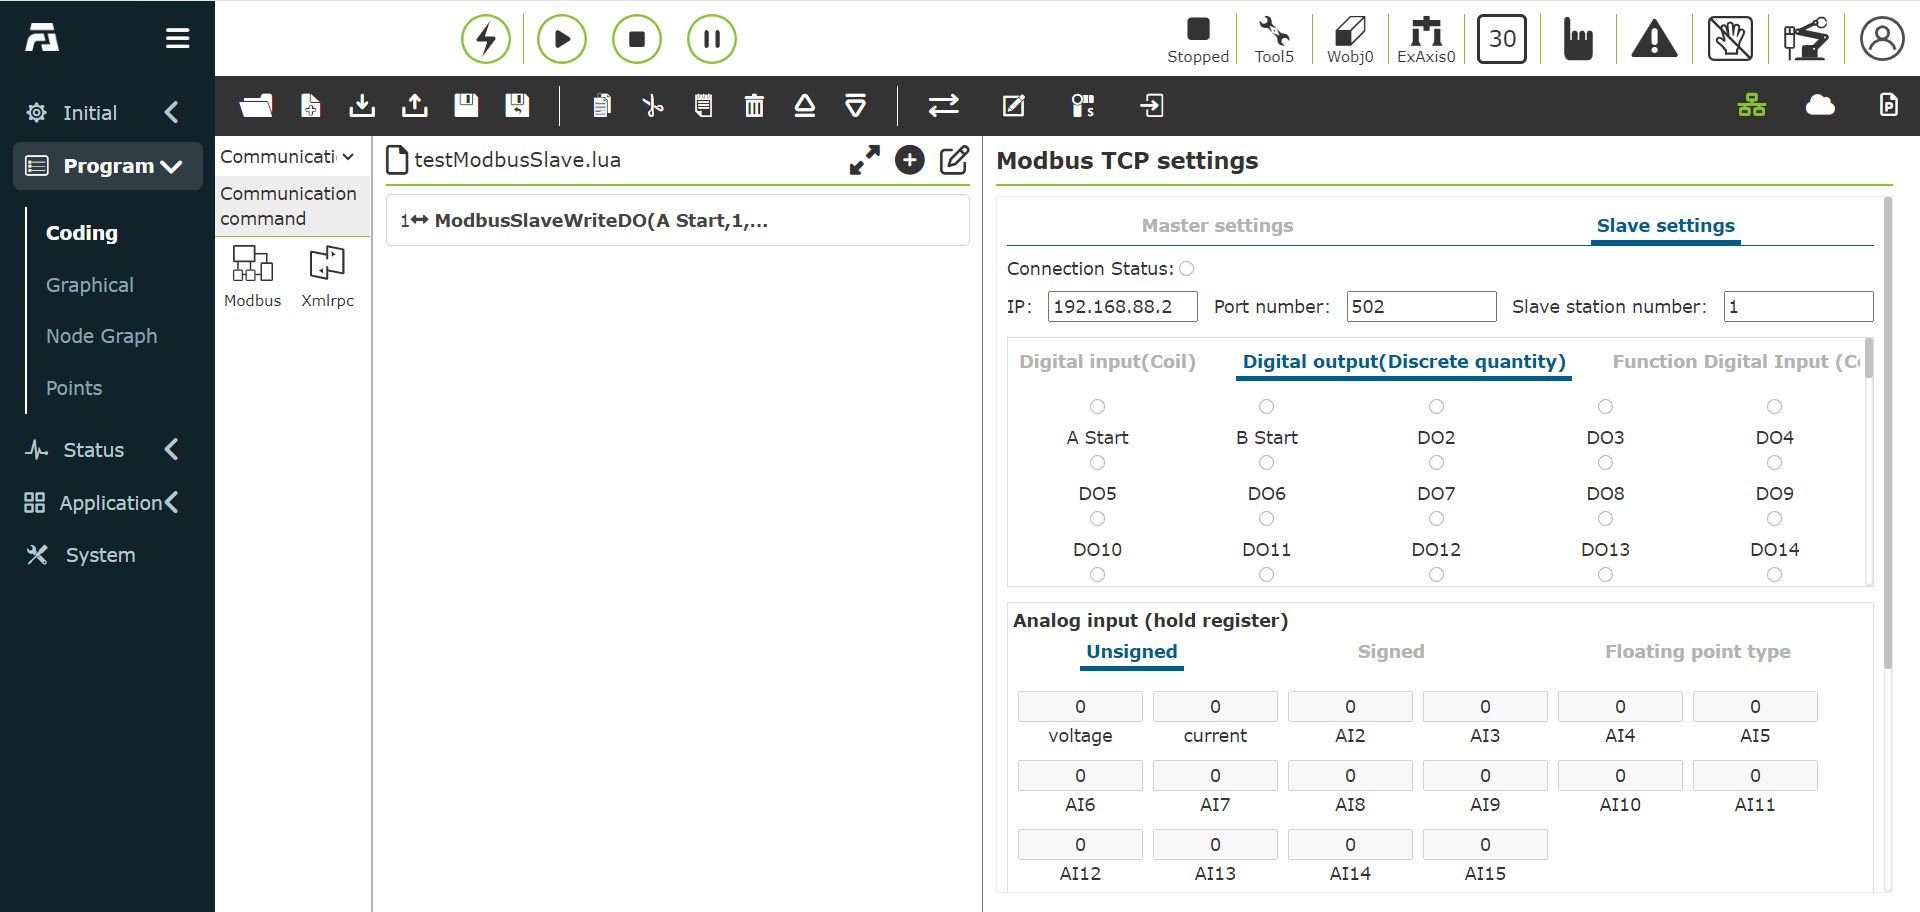 Stopped
Tool5
Wobj0
ExAxis0
30
Initial
Program
Coding
Graphical
Node Graph
Points
Status
Application
System
Communicati
Communication
command
Modbus
Xmlrpc
testModbusSlave.lua
1 ModbusSlaveWriteDO(A Start,1,...
Modbus TCP settings
Master settings
Slave settings
Connection Status:
IP: 192.168.88.2 Port number: 502 Slave station number: 1
Digital input(Coil) Digital output(Discrete quantity) Function Digital Input (C
A Start B Start DO2 DO3 DO4
DO5 DO6 DO7 DO8 DO9
DO10 DO11 DO12 DO13 DO14
Analog input (hold register)
Unsigned Signed Floating point type
0 0 0 0 0 0
voltage current AI2 AI3 AI4 AI5
0 0 0 0 0 0
AI6 AI7 AI8 AI9 AI10 AI11
0 0 0 0
AI12 AI13 AI14 AI15